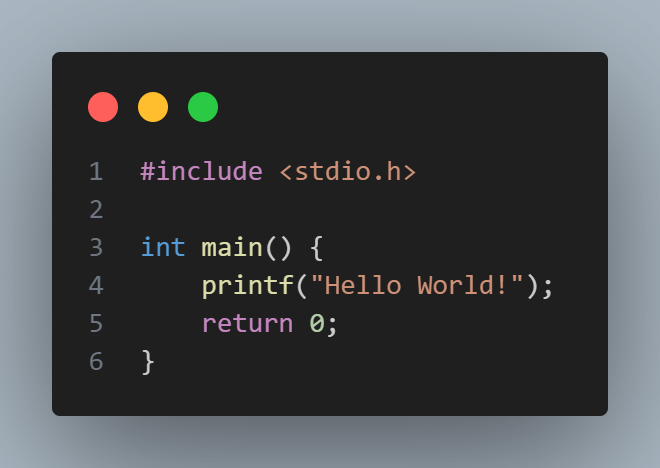 1 #include <stdio.h>
2
3 int main() {
4     printf("Hello World!");
5     return 0;
6 }